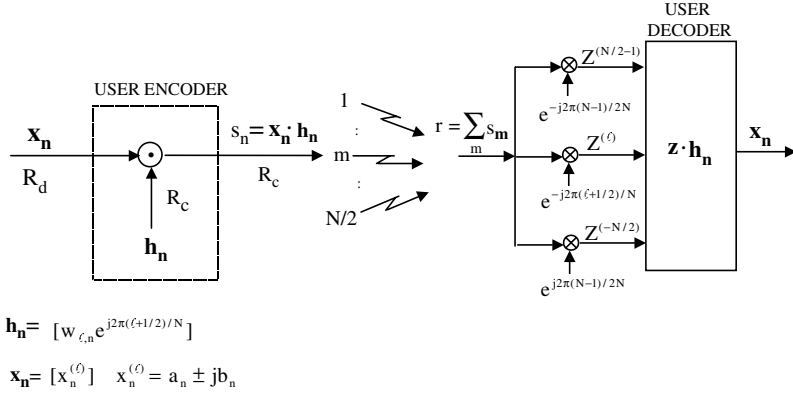 USER
DECODER
USER ENCODER
Z^(N/2−1)
e^−j2π(N−1)/2N
1
:
m
:
N/2
x_n
R_d
s_n = x_n · h_n
R_c
R_c
h_n
r = ∑_m s_m
Z^(ℓ)
e^−j2π(ℓ+1/2)/N
z·h_n
x_n
Z^(−N/2)
e^j2π(N−1)/2N
h_n = [w_ℓ,n e^j2π(ℓ+1/2)/N]
x_n = [x_n^(ℓ)] x_n^(ℓ) = a_n ± jb_n